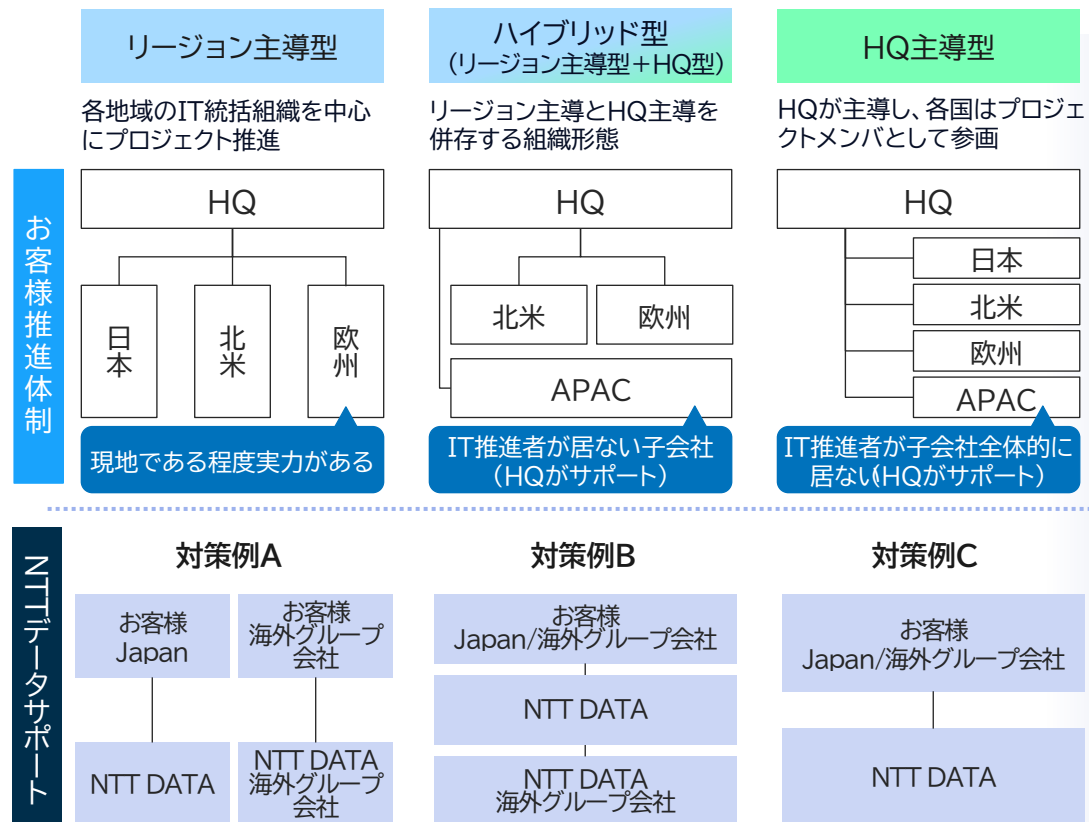 リージョン主導型
ハイブリッド型
(リージョン主導型＋HQ型)
HQ主導型
各地域のIT統括組織を中心
にプロジェクト推進
リージョン主導とHQ主導を
併存する組織形態
HQが主導し、各国はプロジェ
クトメンバとして参画
お客様推進体制
HQ
日本
北米
欧州
現地である程度実力がある
HQ
北米
欧州
APAC
IT推進者が居ない子会社
(HQがサポート)
HQ
日本
北米
欧州
APAC
IT推進者が子会社全体的に
居ない(HQがサポート)
NTTデータサポート
対策例A
お客様
Japan
お客様
海外グループ
会社
NTT DATA
NTT DATA
海外グループ
会社
対策例B
お客様
Japan/海外グループ会社
NTT DATA
NTT DATA
海外グループ会社
対策例C
お客様
Japan/海外グループ会社
NTT DATA